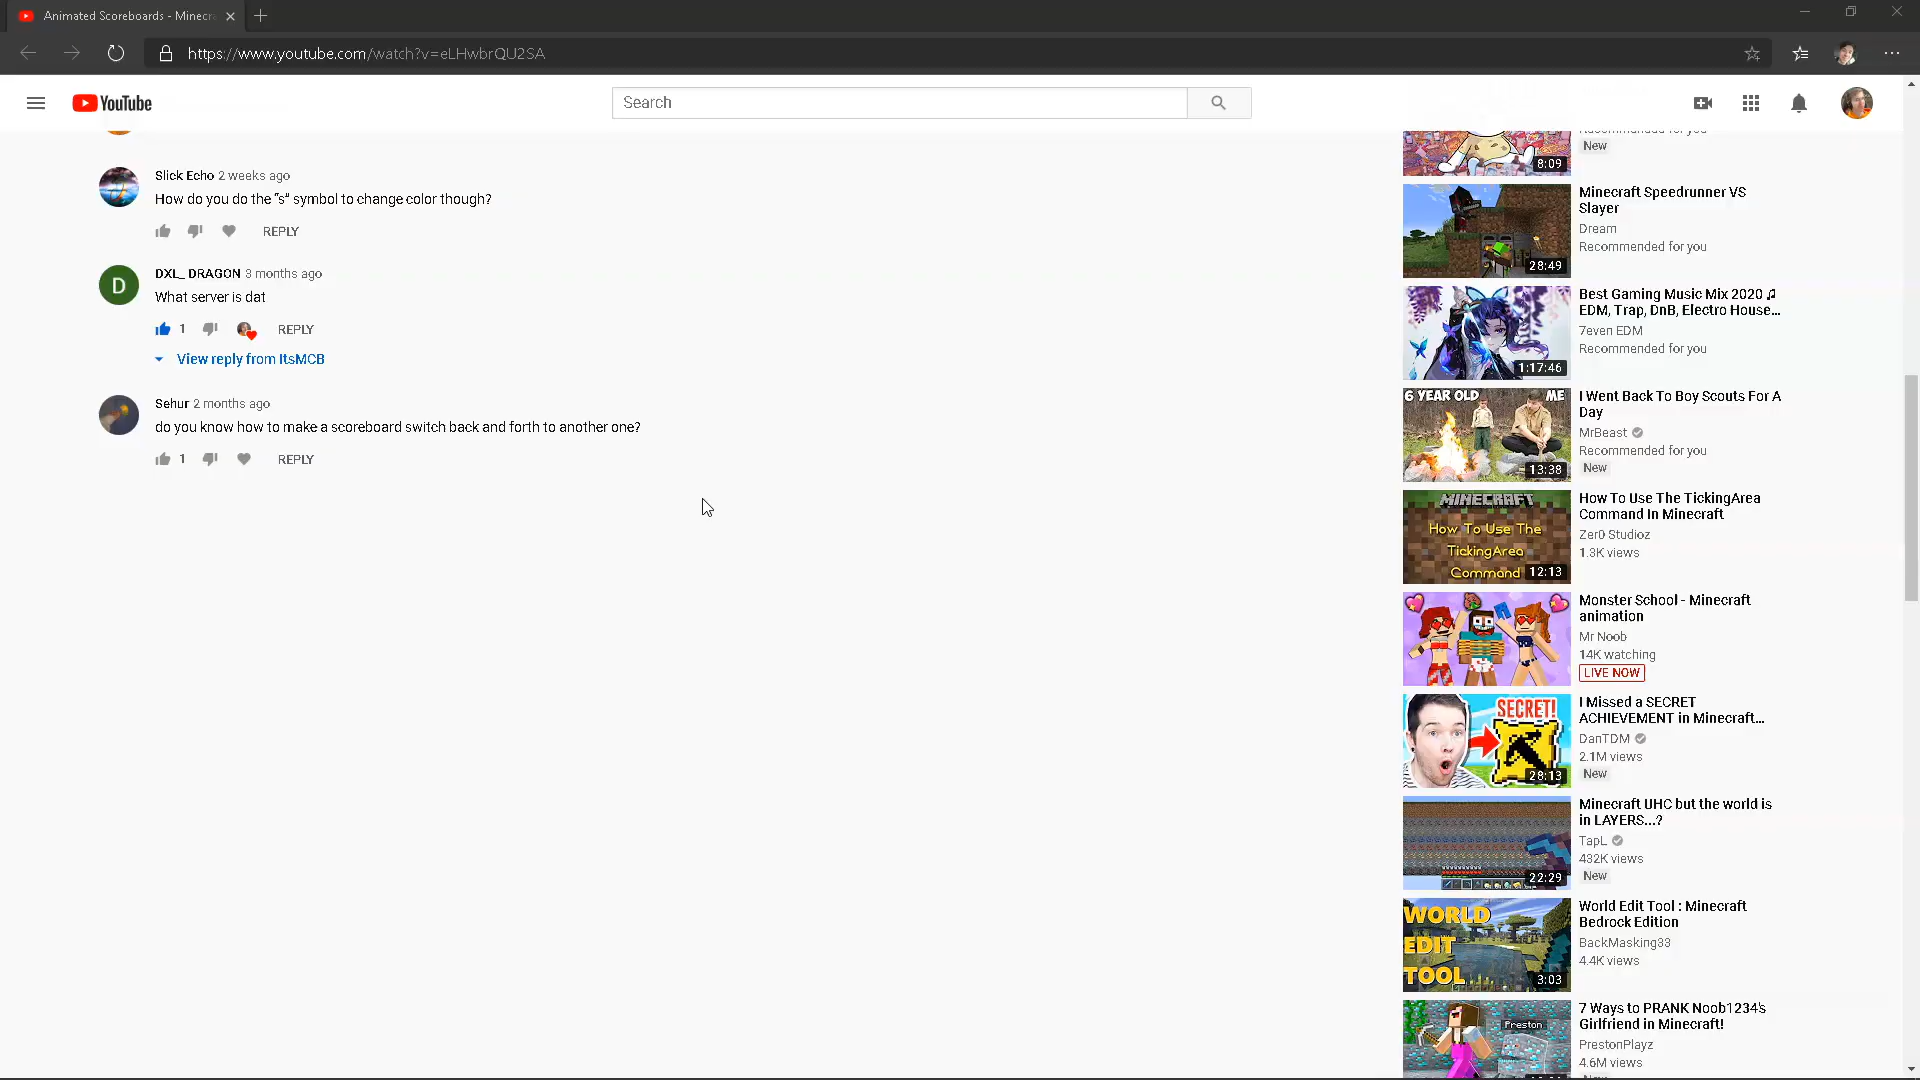 Animated Scoreboards - Minecr
https://www.youtube.com/watch?v=eLHwbrQU2SA
YouTube
Search
Slick Echo 2 weeks ago
How do you do the "s" symbol to change color though?
REPLY
D
DXL_ DRAGON 3 months ago
What server is dat
1
REPLY
View reply from ItsMCB
Sehur 2 months ago
do you know how to make a scoreboard switch back and forth to another one?
1
REPLY
Recommended for you
New
8:09
Minecraft Speedrunner VS
Slayer
Dream
Recommended for you
28:49
Best Gaming Music Mix 2020 ♫
EDM, Trap, DnB, Electro House...
7even EDM
Recommended for you
1:17:46
6 YEAR OLD
ME
13:38
I Went Back To Boy Scouts For A
Day
MrBeast
Recommended for you
New
MINECRAFT
How To Use The
TickingArea
Command
12:13
How To Use The TickingArea
Command In Minecraft
Zer0 Studioz
1.3K views
Monster School - Minecraft
animation
Mr Noob
14K watching
LIVE NOW
SECRET!
28:13
I Missed a SECRET
ACHIEVEMENT in Minecraft...
DanTDM
2.1M views
New
22:29
Minecraft UHC but the world is
in LAYERS...?
TapL
432K views
New
WORLD
EDIT
TOOL
3:03
World Edit Tool : Minecraft
Bedrock Edition
BackMasking33
4.4K views
Preston
7 Ways to PRANK Noob1234's
Girlfriend in Minecraft!
PrestonPlayz
4.6M views